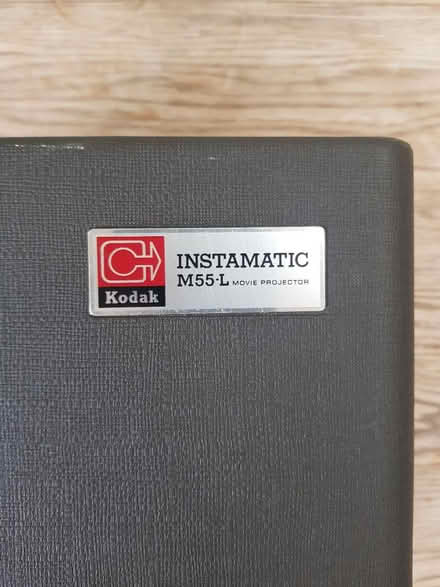 INSTAMATIC
M55-L MOVIE PROJECTOR
Kodak